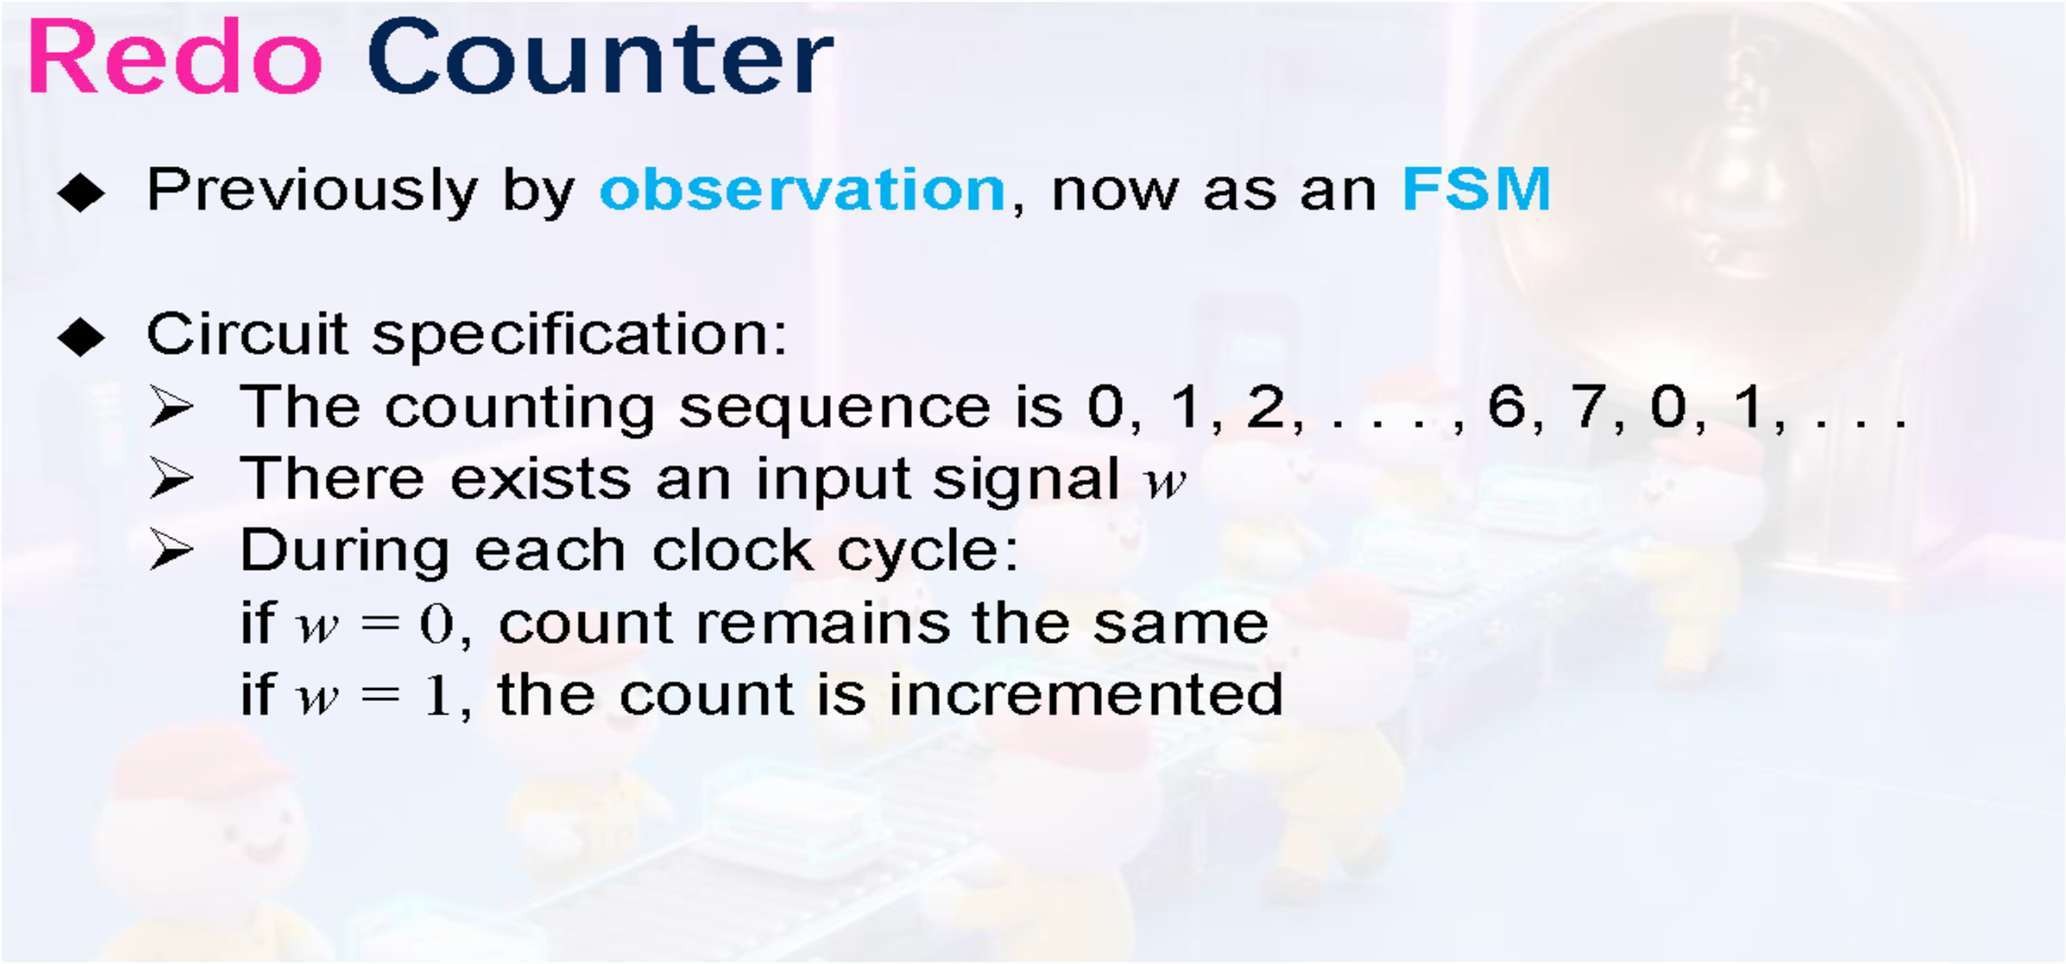 Redo Counter
◆ Previously by observation, now as an FSM
◆ Circuit specification:
➢ The counting sequence is 0, 1, 2, . . . , 6, 7, 0, 1, . . .
➢ There exists an input signal w
➢ During each clock cycle:
if w = 0, count remains the same
if w = 1, the count is incremented